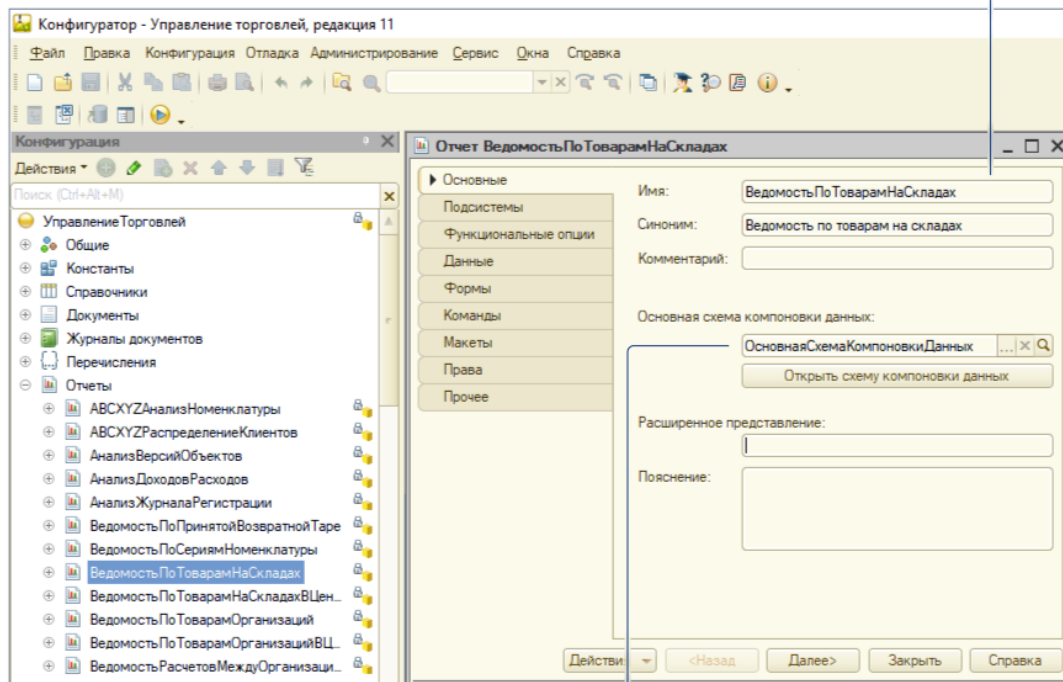 Конфигуратор - Управление торговлей, редакция 11
Файл Правка Конфигурация Отладка Администрирование Сервис Окна Справка
Конфигурация
Действия
Поиск (Ctrl+Alt+M)
УправлениеТорговлей
Общие
Константы
Справочники
Документы
Журналы документов
Перечисления
Отчеты
ABCXYZАнализНоменклатуры
ABCXYZРаспределениеКлиентов
АнализВерсийОбъектов
АнализДоходовРасходов
АнализЖурналаРегистрации
ВедомостьПоПринятойВозвратнойТаре
ВедомостьПоСериямНоменклатуры
ВедомостьПоТоварамНаСкладах
ВедомостьПоТоварамНаСкладахВЦен...
ВедомостьПоТоварамОрганизаций
ВедомостьПоТоварамОрганизацийВЦ...
ВедомостьРасчетовМеждуОрганизаци...
Отчет ВедомостьПоТоварамНаСкладах
Основные
Подсистемы
Функциональные опции
Данные
Формы
Команды
Макеты
Права
Прочее
Имя: ВедомостьПоТоварамНаСкладах
Синоним: Ведомость по товарам на складах
Комментарий:
Основная схема компоновки данных:
ОсновнаяСхемаКомпоновкиДанных ...
Открыть схему компоновки данных
Расширенное представление:
Пояснение:
Действия <Назад Далее> Закрыть Справка